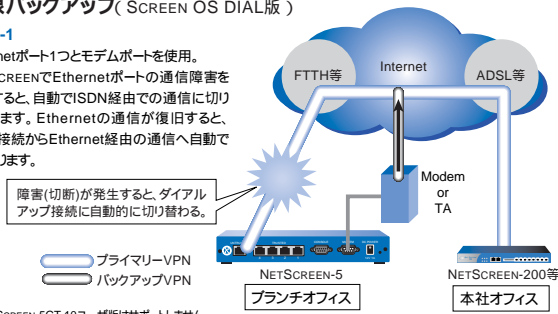 線バックアップ(SCREEN OS DIAL版)
-1
netポート1つとモデムポートを使用。
SCREENでEthernetポートの通信障害を
すると、自動でISDN経由での通信に切り
ます。Ethernetの通信が復旧すると、
接続からEthernet経由の通信へ自動で
ります。
Internet
FTTH等
ADSL等
障害(切断)が発生すると、ダイアル
アップ接続に自動的に切り替わる。
Modem
or
TA
プライマリーVPN
バックアップVPN
NETSCREEN-5
NETSCREEN-200等
ブランチオフィス
本社オフィス